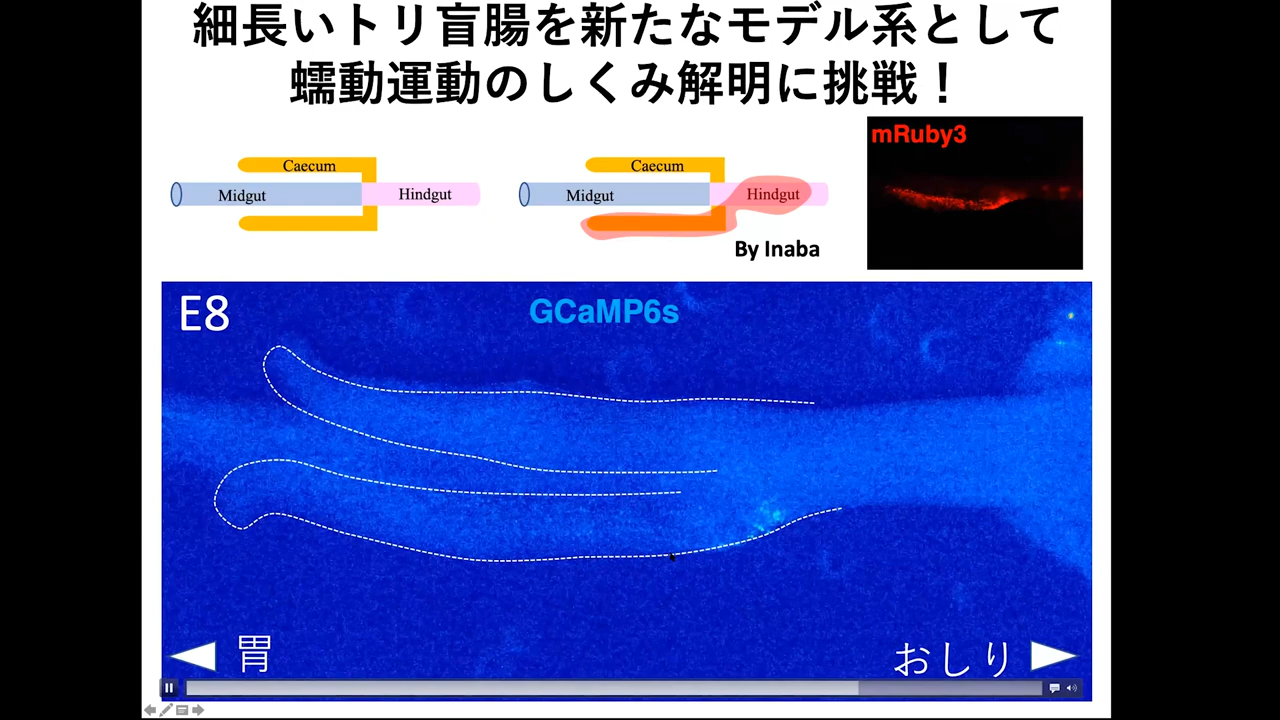 細長いトリ盲腸を新たなモデル系として
蠕動運動のしくみ解明に挑戦！
Caecum
Midgut
Hindgut
Caecum
Midgut
Hindgut
By Inaba
mRuby3
E8
GCaMP6s
胃
おしり